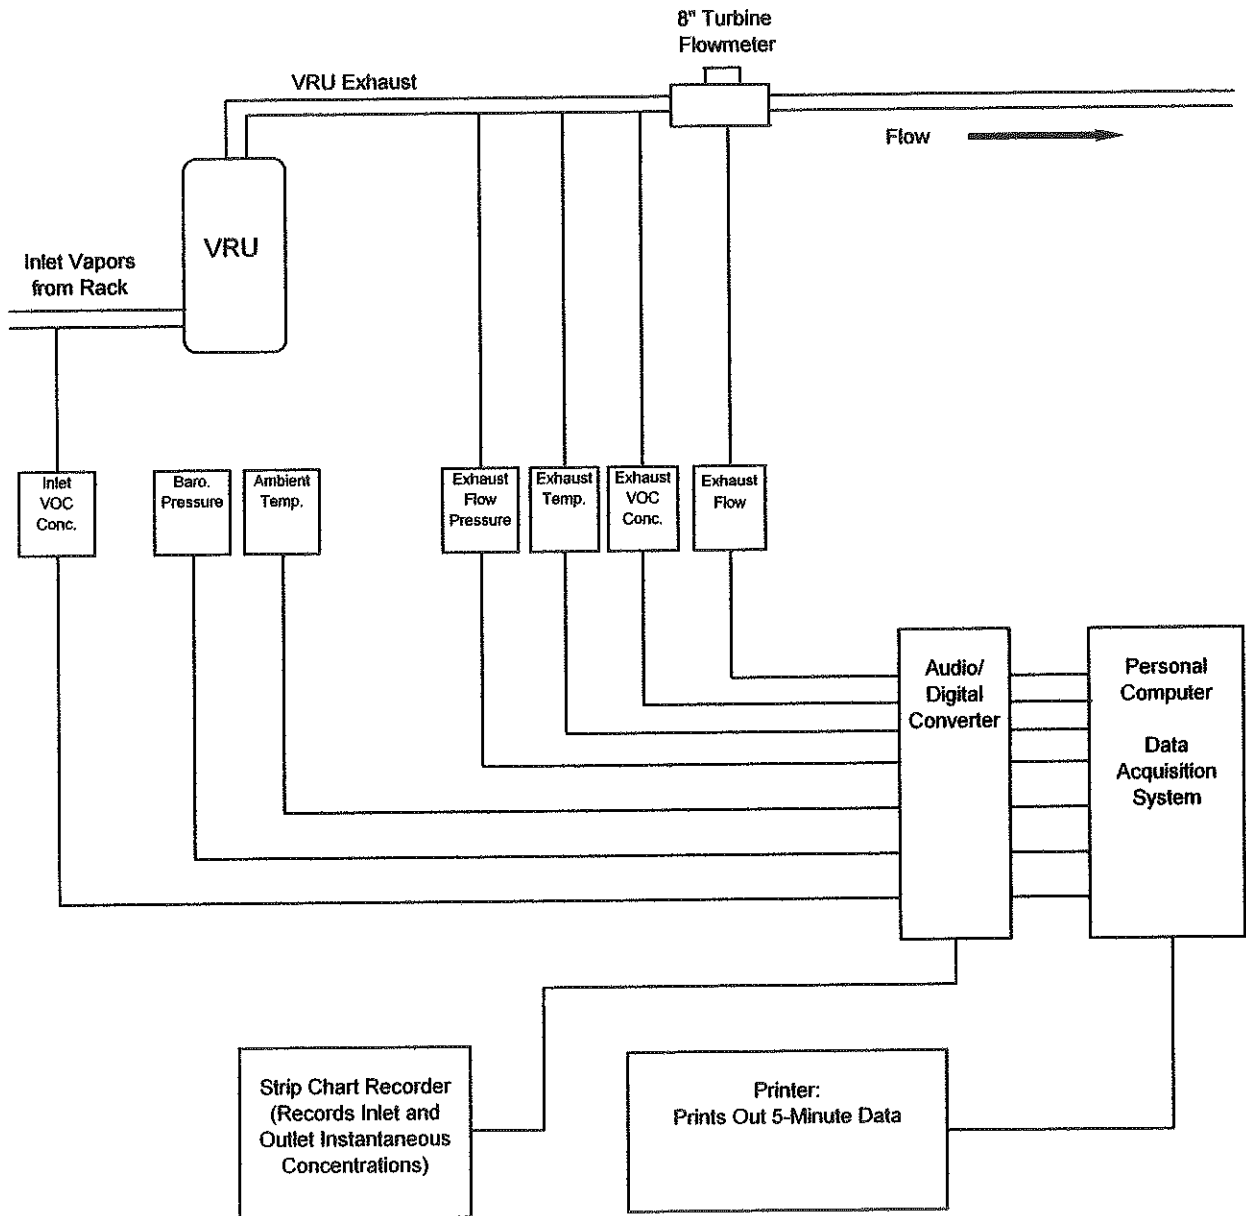 8" Turbine
Flowmeter
VRU Exhaust
Flow
VRU
Inlet Vapors
from Rack
Inlet
VOC
Conc.
Baro.
Pressure
Ambient
Temp.
Exhaust
Flow
Pressure
Exhaust
Temp.
Exhaust
VOC
Conc.
Exhaust
Flow
Audio/
Digital
Converter
Personal
Computer
Data
Acquisition
System
Strip Chart Recorder
(Records Inlet and
Outlet Instantaneous
Concentrations)
Printer:
Prints Out 5-Minute Data